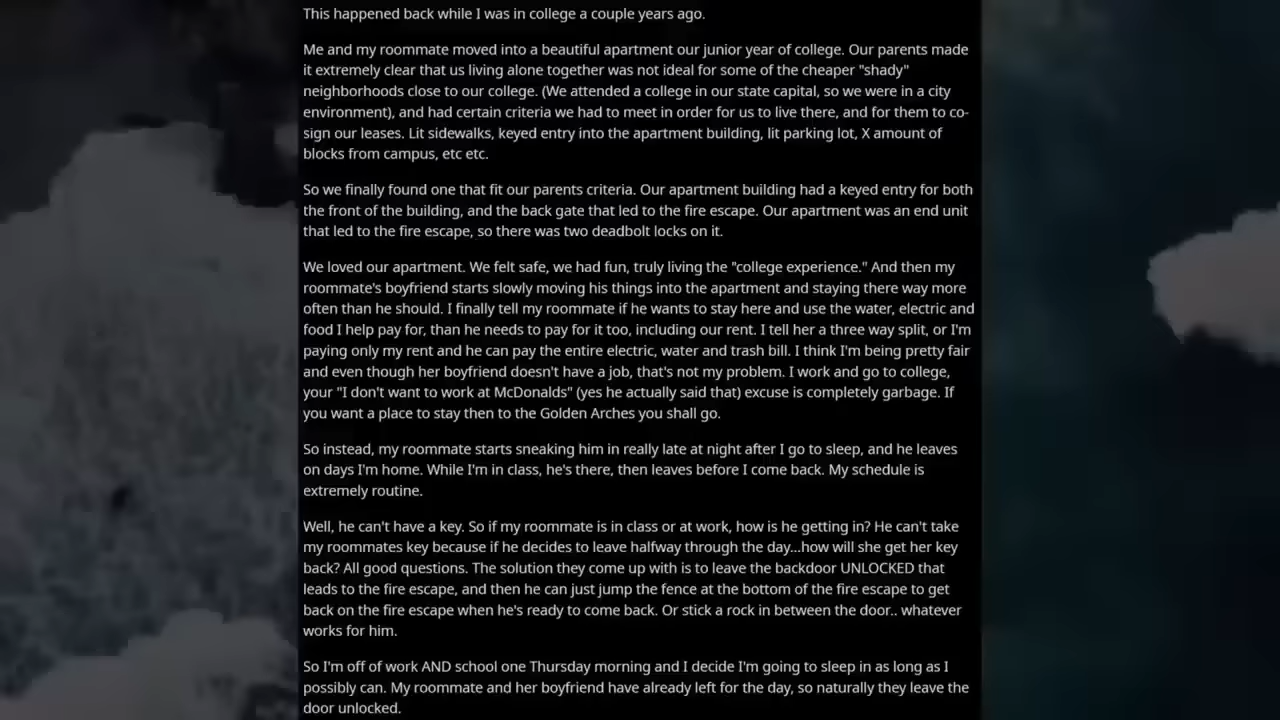 This happened back while I was in college a couple years ago.
Me and my roommate moved into a beautiful apartment our junior year of college. Our parents made
it extremely clear that us living alone together was not ideal for some of the cheaper "shady"
neighborhoods close to our college. (We attended a college in our state capital, so we were in a city
environment), and had certain criteria we had to meet in order for us to live there, and for them to co-
sign our leases. Lit sidewalks, keyed entry into the apartment building, lit parking lot, X amount of
blocks from campus, etc etc.
So we finally found one that fit our parents criteria. Our apartment building had a keyed entry for both
the front of the building, and the back gate that led to the fire escape. Our apartment was an end unit
that led to the fire escape, so there was two deadbolt locks on it.
We loved our apartment. We felt safe, we had fun, truly living the "college experience." And then my
roommate's boyfriend starts slowly moving his things into the apartment and staying there way more
often than he should. I finally tell my roommate if he wants to stay here and use the water, electric and
food I help pay for, than he needs to pay for it too, including our rent. I tell her a three way split, or I'm
paying only my rent and he can pay the entire electric, water and trash bill. I think I'm being pretty fair
and even though her boyfriend doesn't have a job, that's not my problem. I work and go to college,
your "I don't want to work at McDonalds" (yes he actually said that) excuse is completely garbage. If
you want a place to stay then to the Golden Arches you shall go.
So instead, my roommate starts sneaking him in really late at night after I go to sleep, and he leaves
on days I'm home. While I'm in class, he's there, then leaves before I come back. My schedule is
extremely routine.
Well, he can't have a key. So if my roommate is in class or at work, how is he getting in? He can't take
my roommates key because if he decides to leave halfway through the day...how will she get her key
back? All good questions. The solution they come up with is to leave the backdoor UNLOCKED that
leads to the fire escape, and then he can just jump the fence at the bottom of the fire escape to get
back on the fire escape when he's ready to come back. Or stick a rock in between the door.. whatever
works for him.
So I'm off of work AND school one Thursday morning and I decide I'm going to sleep in as long as I
possibly can. My roommate and her boyfriend have already left for the day, so naturally they leave the
door unlocked.